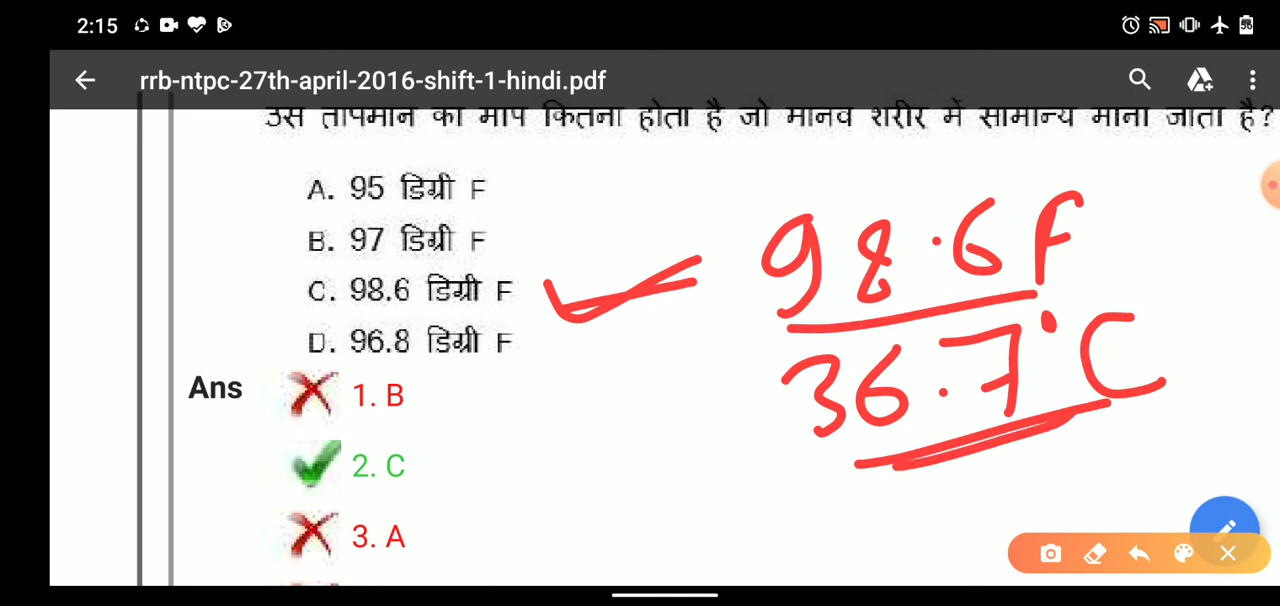 2:15
rrb-ntpc-27th-april-2016-shift-1-hindi.pdf
उस तापमान का माप कितना होता है जो मानव शरीर में सामान्य माना जाता है?
A. 95 डिग्री F
B. 97 डिग्री F
C. 98.6 डिग्री F
D. 96.8 डिग्री F
98.6F
36.7°C
Ans
1. B
2. C
3. A